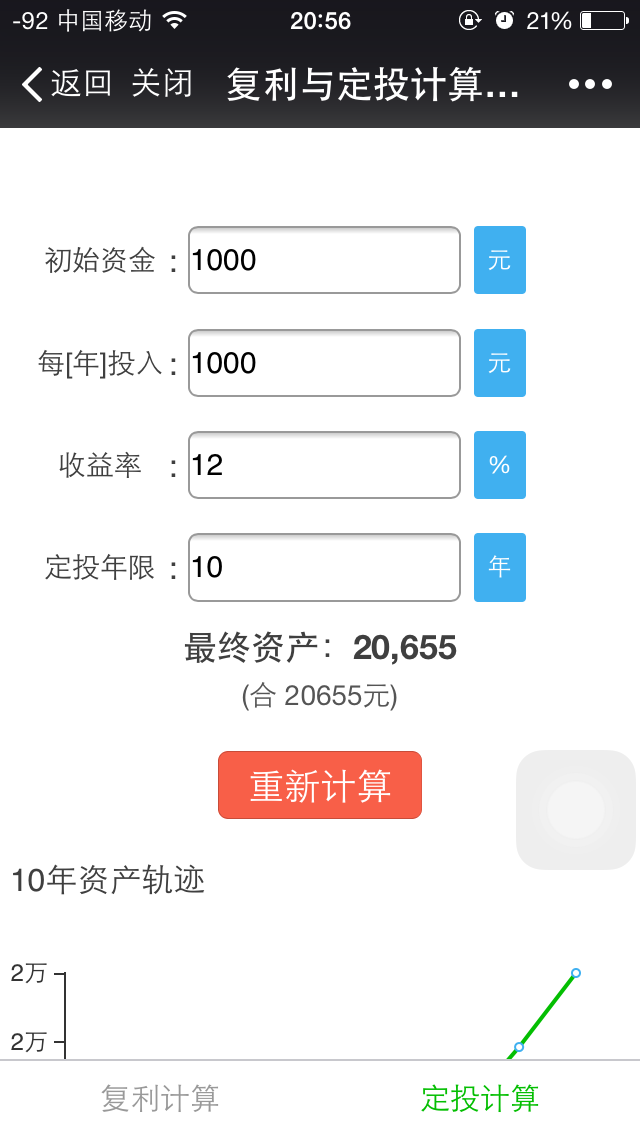 -92 中国移动 20:56 21%
返回 关闭 复利与定投计算...
初始资金 : 1000 元
每[年]投入 : 1000 元
收益率 : 12 %
定投年限 : 10 年
最终资产: 20,655
(合 20655元)
重新计算
10年资产轨迹
2万
2万
复利计算 定投计算